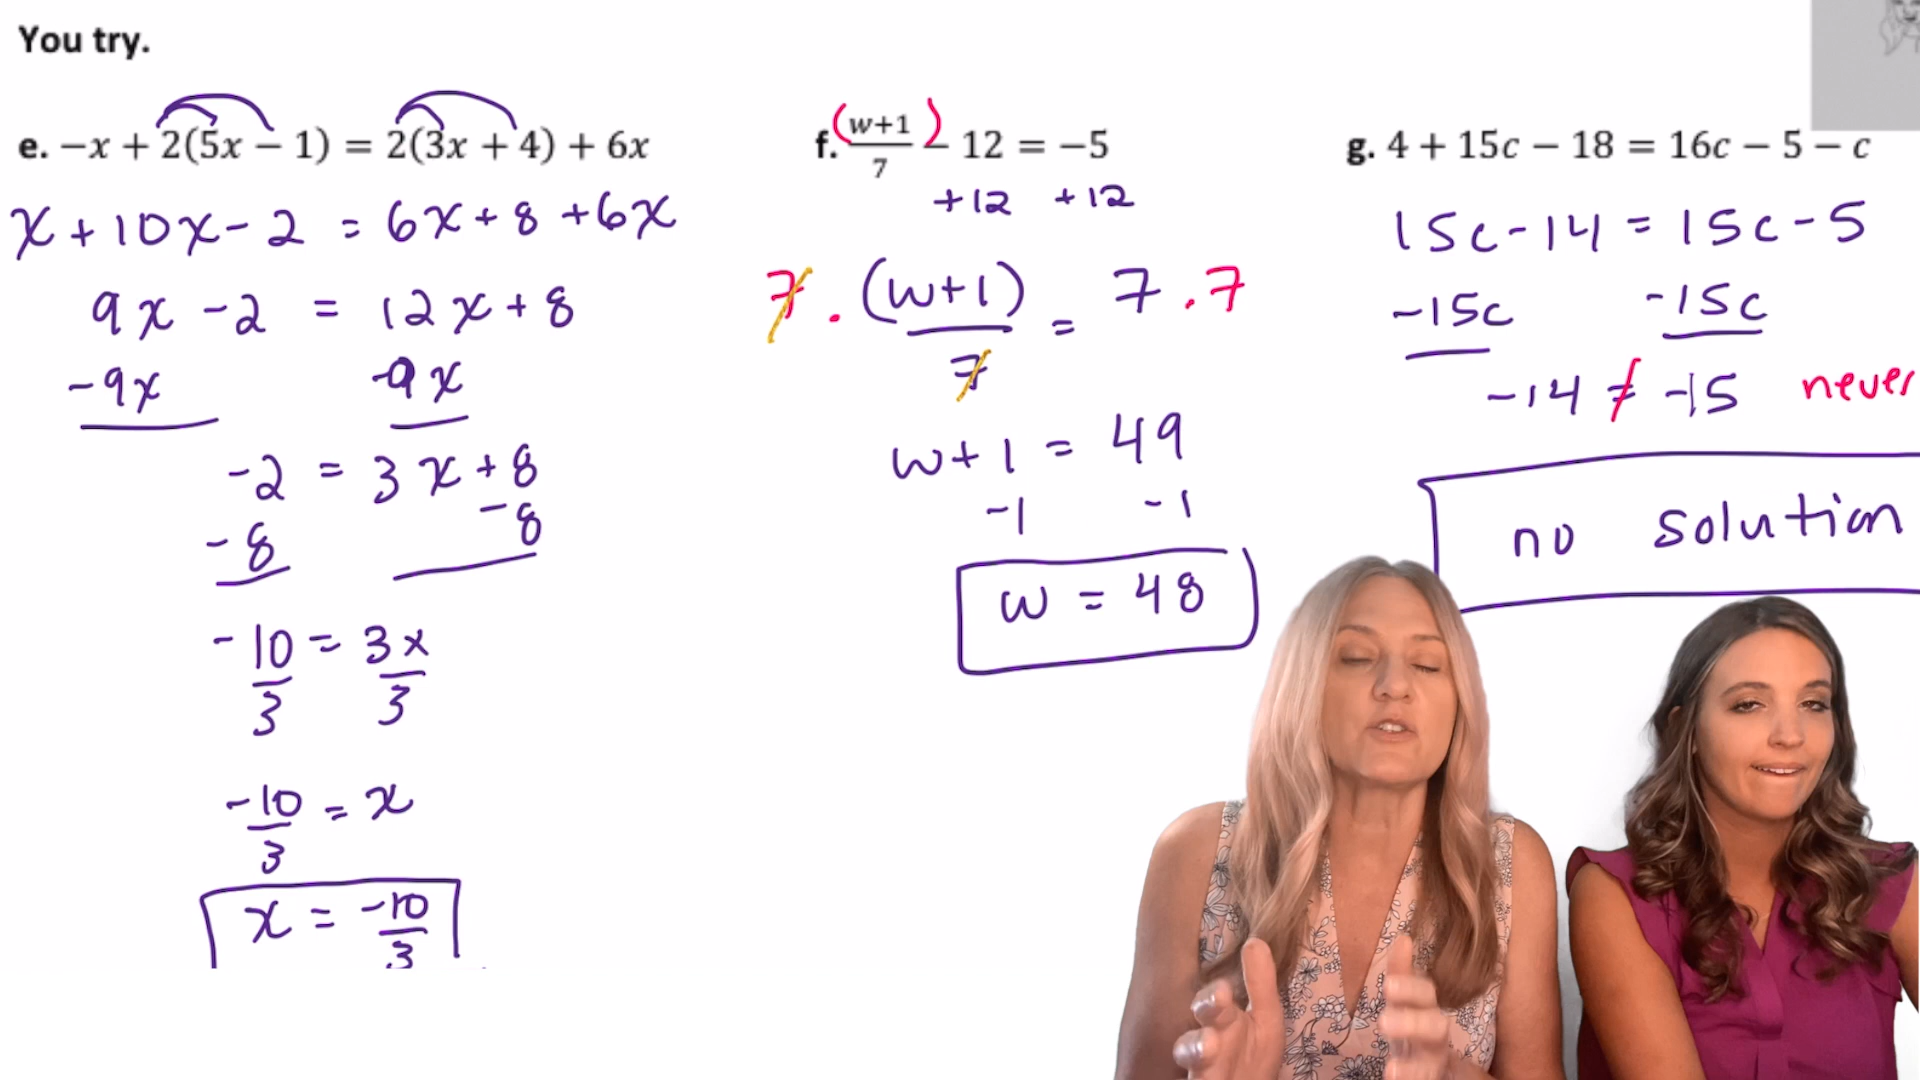 You try.
e. −x + 2(5x − 1) = 2(3x + 4) + 6x
x + 10x - 2 = 6x + 8 + 6x
9x - 2 = 12x + 8
-9x -9x
-2 = 3x + 8
-8 -8
-10/3 = 3x/3
-10/3 = x
x = -10/3
f. (w+1)/7 − 12 = −5
+12 +12
7 · (w+1)/7 = 7 · 7
w + 1 = 49
-1 -1
w = 48
g. 4 + 15c − 18 = 16c − 5 − c
15c - 14 = 15c - 5
-15c -15c
-14 ≠ -15 never
no solution